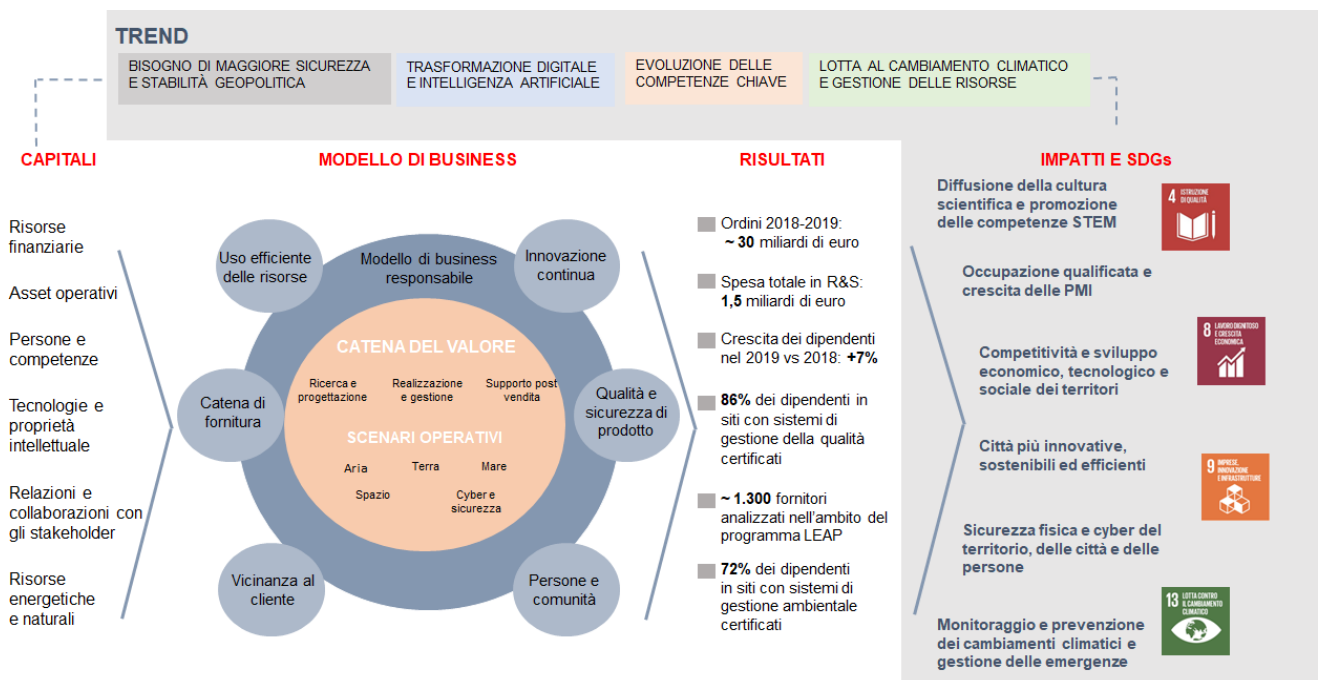 TREND
BISOGNO DI MAGGIORE SICUREZZA
E STABILITÀ GEOPOLITICA
TRASFORMAZIONE DIGITALE
E INTELLIGENZA ARTIFICIALE
EVOLUZIONE DELLE
COMPETENZE CHIAVE
LOTTA AL CAMBIAMENTO CLIMATICO
E GESTIONE DELLE RISORSE
CAPITALI
Risorse
finanziarie
Asset operativi
Persone e
competenze
Tecnologie e
proprietà
intellettuale
Relazioni e
collaborazioni con
gli stakeholder
Risorse
energetiche
e naturali
MODELLO DI BUSINESS
Uso efficiente
delle risorse
Modello di business
responsabile
Innovazione
continua
CATENA DEL VALORE
Ricerca e
progettazione
Realizzazione
e gestione
Supporto post
vendita
Catena di
fornitura
Qualità e
sicurezza di
prodotto
SCENARI OPERATIVI
Aria
Terra
Mare
Spazio
Cyber e
sicurezza
Vicinanza al
cliente
Persone e
comunità
RISULTATI
Ordini 2018-2019:
~ 30 miliardi di euro
Spesa totale in R&S:
1,5 miliardi di euro
Crescita dei dipendenti
nel 2019 vs 2018: +7%
86% dei dipendenti in
siti con sistemi di
gestione della qualità
certificati
~ 1.300 fornitori
analizzati nell'ambito del
programma LEAP
72% dei dipendenti
in siti con sistemi di
gestione ambientale
certificati
IMPATTI E SDGs
Diffusione della cultura
scientifica e promozione
delle competenze STEM
4 ISTRUZIONE
DI QUALITÀ
Occupazione qualificata e
crescita delle PMI
8 LAVORO DIGNITOSO
E CRESCITA
ECONOMICA
Competitività e sviluppo
economico, tecnologico e
sociale dei territori
Città più innovative,
sostenibili ed efficienti
9 IMPRESE,
INNOVAZIONE
E INFRASTRUTTURE
Sicurezza fisica e cyber del
territorio, delle città e delle
persone
13 LOTTA CONTRO
IL CAMBIAMENTO
CLIMATICO
Monitoraggio e prevenzione
dei cambiamenti climatici e
gestione delle emergenze